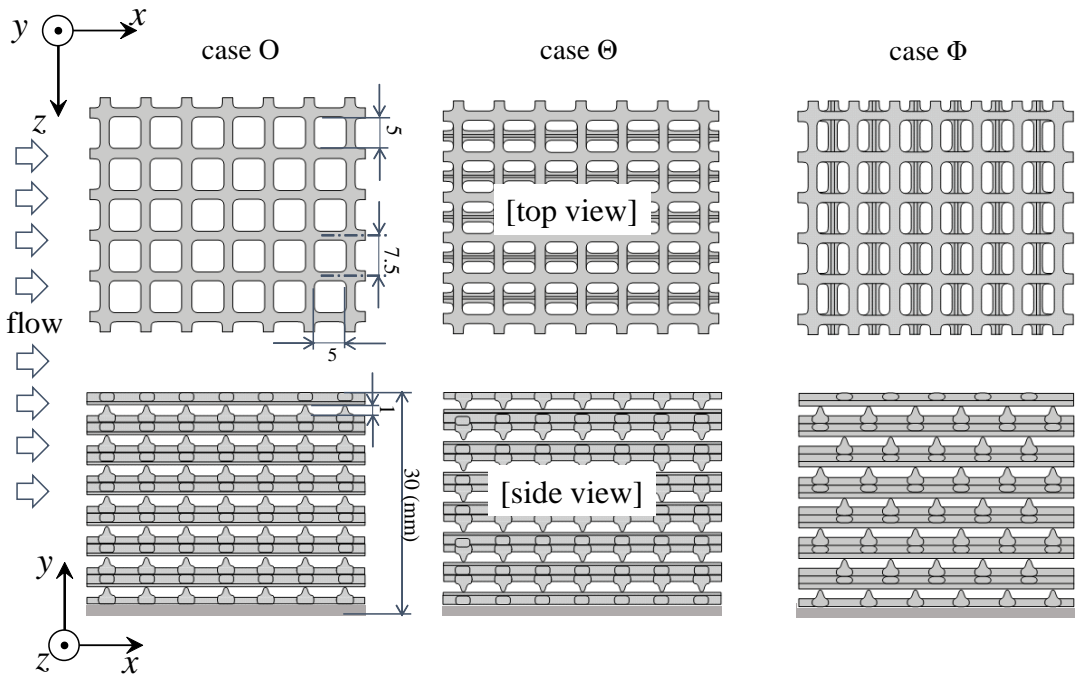 y
x
z
case O
case Θ
case Φ
5
[top view]
7.5
flow
5
1
30 (mm)
[side view]
y
z
x